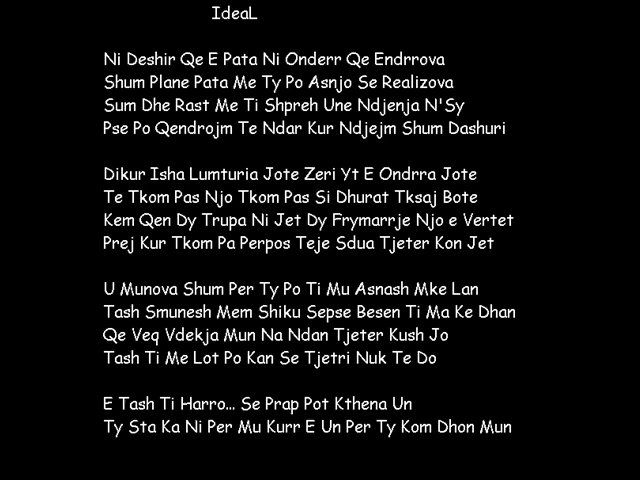 IdeaL
Ni Deshir Qe E Pata Ni Onderr Qe Endrrova
Shum Plane Pata Me Ty Po Asnjo Se Realizova
Sum Dhe Rast Me Ti Shpreh Une Ndjenja N'Sy
Pse Po Qendrojm Te Ndar Kur Ndjejm Shum Dashuri
Dikur Isha Lumturia Jote Zeri Yt E Ondrra Jote
Te Tkom Pas Njo Tkom Pas Si Dhurat Tksaj Bote
Kem Qen Dy Trupa Ni Jet Dy Frymarrje Njo e Vertet
Prej Kur Tkom Pa Perpos Teje Sdua Tjeter Kon Jet
U Munova Shum Per Ty Po Ti Mu Asnash Mke Lan
Tash Smunesh Mem Shiku Sepse Besen Ti Ma Ke Dhan
Qe Veq Vdekja Mun Na Ndan Tjeter Kush Jo
Tash Ti Me Lot Po Kan Se Tjetri Nuk Te Do
E Tash Ti Harro... Se Prap Pot Kthena Un
Ty Sta Ka Ni Per Mu Kurr E Un Per Ty Kom Dhon Mun